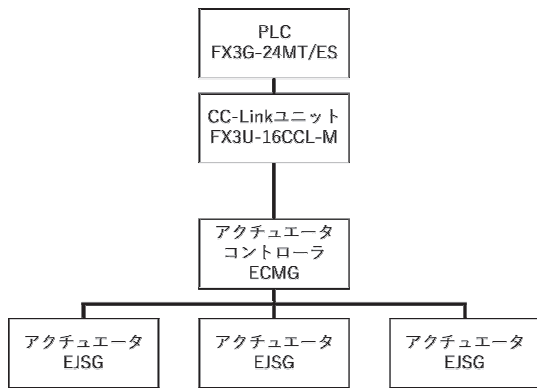 PLC
FX3G-24MT/ES
CC-Linkユニット
FX3U-16CCL-M
アクチュエータ
コントローラ
ECMG
アクチュエータ
EJSG
アクチュエータ
EJSG
アクチュエータ
EJSG